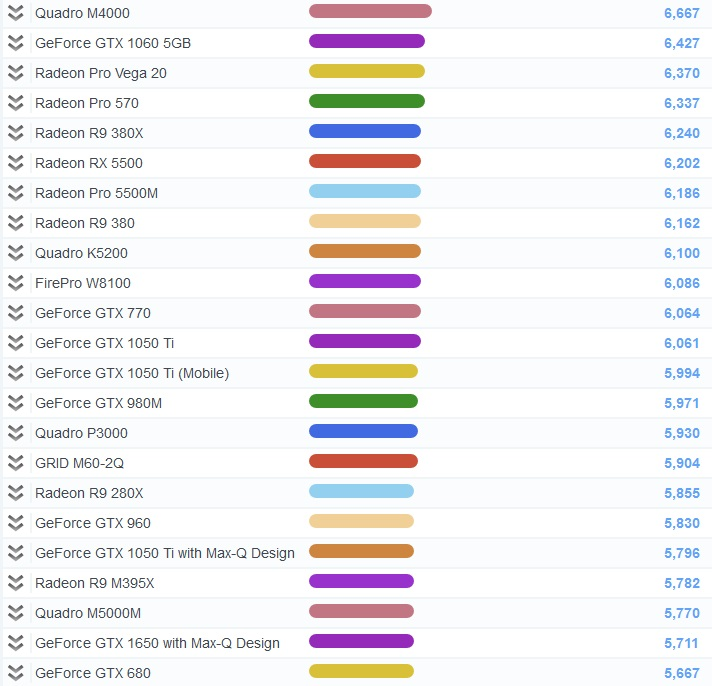 Quadro M4000 6,667
GeForce GTX 1060 5GB 6,427
Radeon Pro Vega 20 6,370
Radeon Pro 570 6,337
Radeon R9 380X 6,240
Radeon RX 5500 6,202
Radeon Pro 5500M 6,186
Radeon R9 380 6,162
Quadro K5200 6,100
FirePro W8100 6,086
GeForce GTX 770 6,064
GeForce GTX 1050 Ti 6,061
GeForce GTX 1050 Ti (Mobile) 5,994
GeForce GTX 980M 5,971
Quadro P3000 5,930
GRID M60-2Q 5,904
Radeon R9 280X 5,855
GeForce GTX 960 5,830
GeForce GTX 1050 Ti with Max-Q Design 5,796
Radeon R9 M395X 5,782
Quadro M5000M 5,770
GeForce GTX 1650 with Max-Q Design 5,711
GeForce GTX 680 5,667